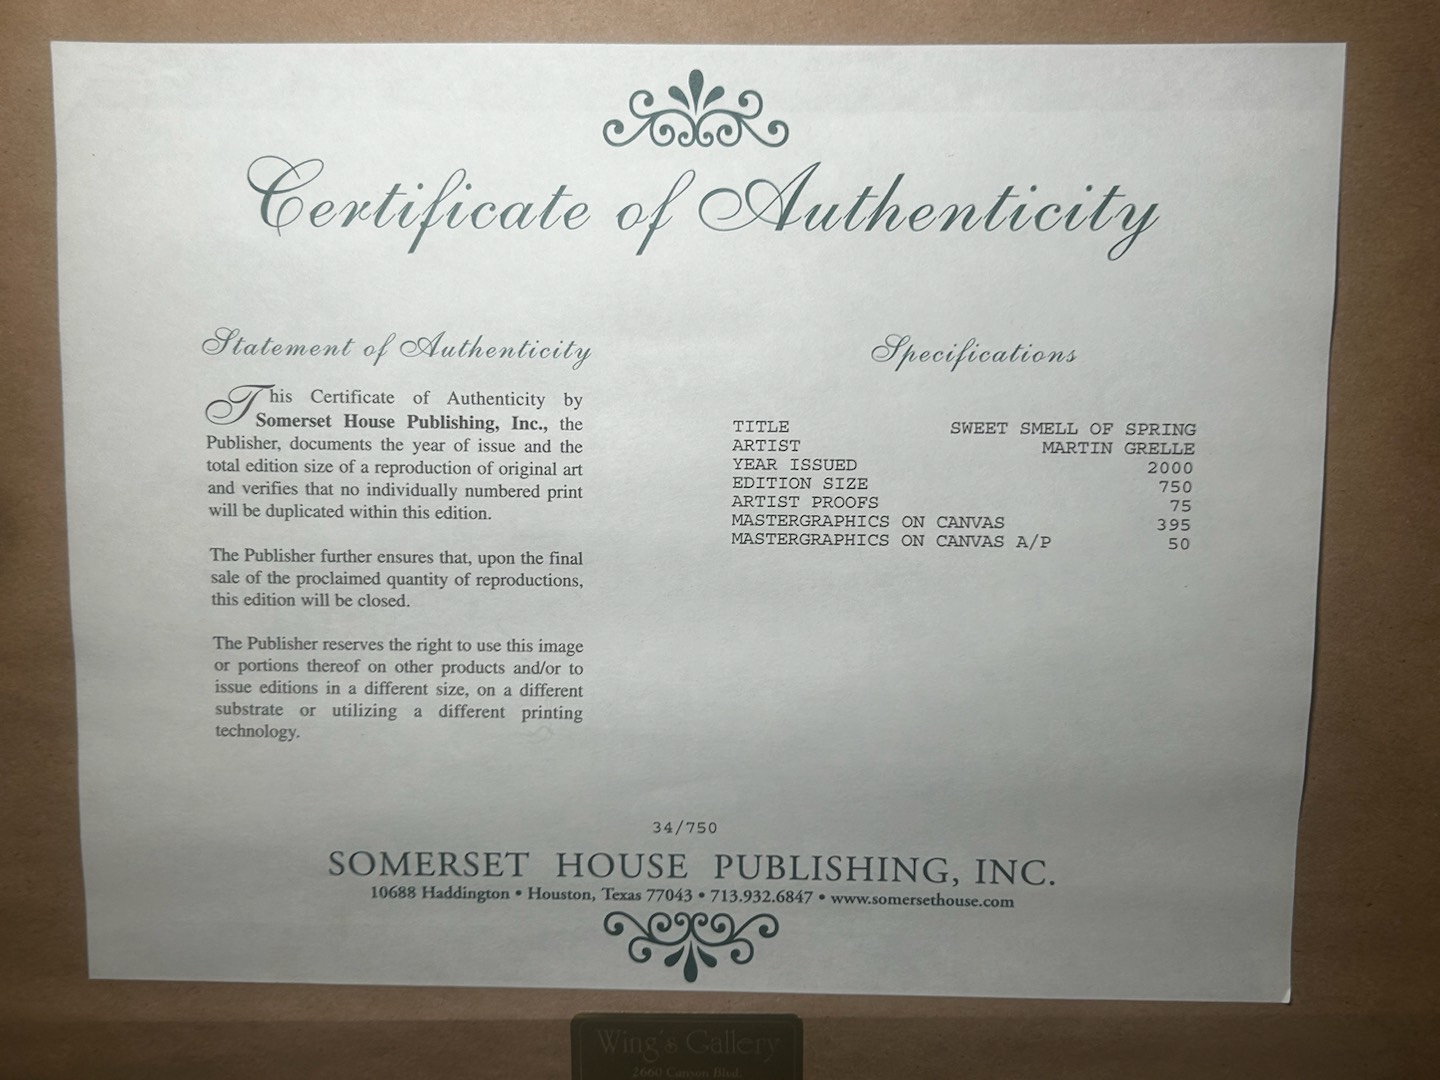 Certificate of Authenticity
Statement of Authenticity
This Certificate of Authenticity by
Somerset House Publishing, Inc., the
Publisher, documents the year of issue and the
total edition size of a reproduction of original art
and verifies that no individually numbered print
will be duplicated within this edition.
The Publisher further ensures that, upon the final
sale of the proclaimed quantity of reproductions,
this edition will be closed.
The Publisher reserves the right to use this image
or portions thereof on other products and/or to
issue editions in a different size, on a different
substrate or utilizing a different printing
technology.
Specifications
TITLE SWEET SMELL OF SPRING
ARTIST MARTIN GRELLE
YEAR ISSUED 2000
EDITION SIZE 750
ARTIST PROOFS 75
MASTERGRAPHICS ON CANVAS 395
MASTERGRAPHICS ON CANVAS A/P 50
34/750
SOMERSET HOUSE PUBLISHING, INC.
10688 Haddington • Houston, Texas 77043 • 713.932.6847 • www.somersethouse.com
Wing's Gallery
2660 Canyon Blvd.